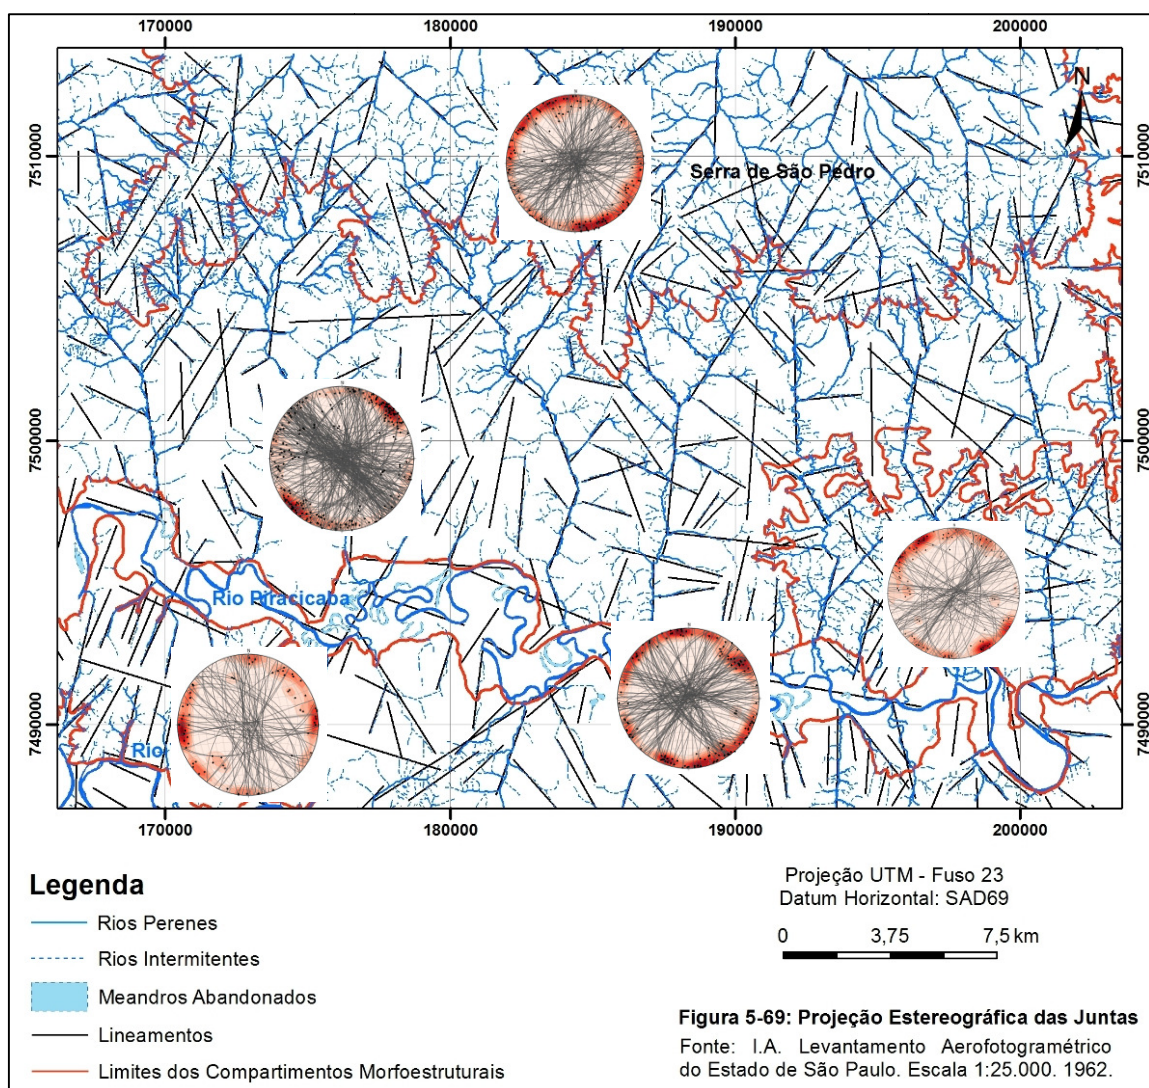 170000 180000 190000 200000
N
7510000 7510000
Serra de São Pedro
7500000 7500000
Rio Piracicaba
7490000 7490000
Rio
170000 180000 190000 200000
Legenda
Rios Perenes
Rios Intermitentes
Meandros Abandonados
Lineamentos
Limites dos Compartimentos Morfoestruturais
Projeção UTM - Fuso 23
Datum Horizontal: SAD69
0 3,75 7,5 km
Figura 5-69: Projeção Estereográfica das Juntas
Fonte: I.A. Levantamento Aerofotogramétrico
do Estado de São Paulo. Escala 1:25.000. 1962.